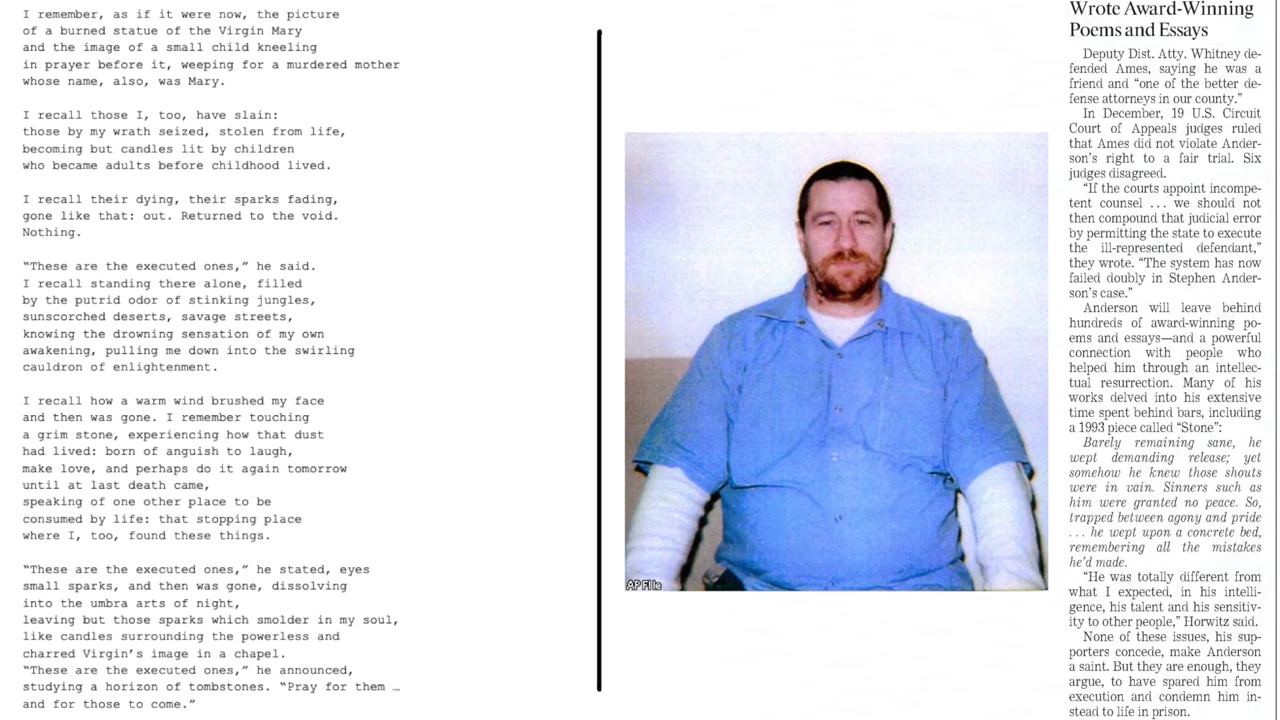 I remember, as if it were now, the picture
of a burned statue of the Virgin Mary
and the image of a small child kneeling
in prayer before it, weeping for a murdered mother
whose name, also, was Mary.
I recall those I, too, have slain:
those by my wrath seized, stolen from life,
becoming but candles lit by children
who became adults before childhood lived.
I recall their dying, their sparks fading,
gone like that: out. Returned to the void.
Nothing.
“These are the executed ones,” he said.
I recall standing there alone, filled
by the putrid odor of stinking jungles,
sunscorched deserts, savage streets,
knowing the drowning sensation of my own
awakening, pulling me down into the swirling
cauldron of enlightenment.
I recall how a warm wind brushed my face
and then was gone. I remember touching
a grim stone, experiencing how that dust
had lived: born of anguish to laugh,
make love, and perhaps do it again tomorrow
until at last death came,
speaking of one other place to be
consumed by life: that stopping place
where I, too, found these things.
“These are the executed ones,” he stated, eyes
small sparks, and then was gone, dissolving
into the umbra arts of night,
leaving but those sparks which smolder in my soul,
like candles surrounding the powerless and
charred Virgin’s image in a chapel.
“These are the executed ones,” he announced,
studying a horizon of tombstones. “Pray for them …
and for those to come.”
AP File
Wrote Award-Winning
Poems and Essays
Deputy Dist. Atty. Whitney de-
fended Ames, saying he was a
friend and “one of the better de-
fense attorneys in our county.”
In December, 19 U.S. Circuit
Court of Appeals judges ruled
that Ames did not violate Ander-
son’s right to a fair trial. Six
judges disagreed.
“If the courts appoint incompe-
tent counsel ... we should not
then compound that judicial error
by permitting the state to execute
the ill-represented defendant,”
they wrote. “The system has now
failed doubly in Stephen Ander-
son’s case.”
Anderson will leave behind
hundreds of award-winning po-
ems and essays—and a powerful
connection with people who
helped him through an intellec-
tual resurrection. Many of his
works delved into his extensive
time spent behind bars, including
a 1993 piece called “Stone”:
Barely remaining sane, he
wept demanding release; yet
somehow he knew those shouts
were in vain. Sinners such as
him were granted no peace. So,
trapped between agony and pride
... he wept upon a concrete bed,
remembering all the mistakes
he’d made.
“He was totally different from
what I expected, in his intelli-
gence, his talent and his sensitiv-
ity to other people,” Horwitz said.
None of these issues, his sup-
porters concede, make Anderson
a saint. But they are enough, they
argue, to have spared him from
execution and condemn him in-
stead to life in prison.